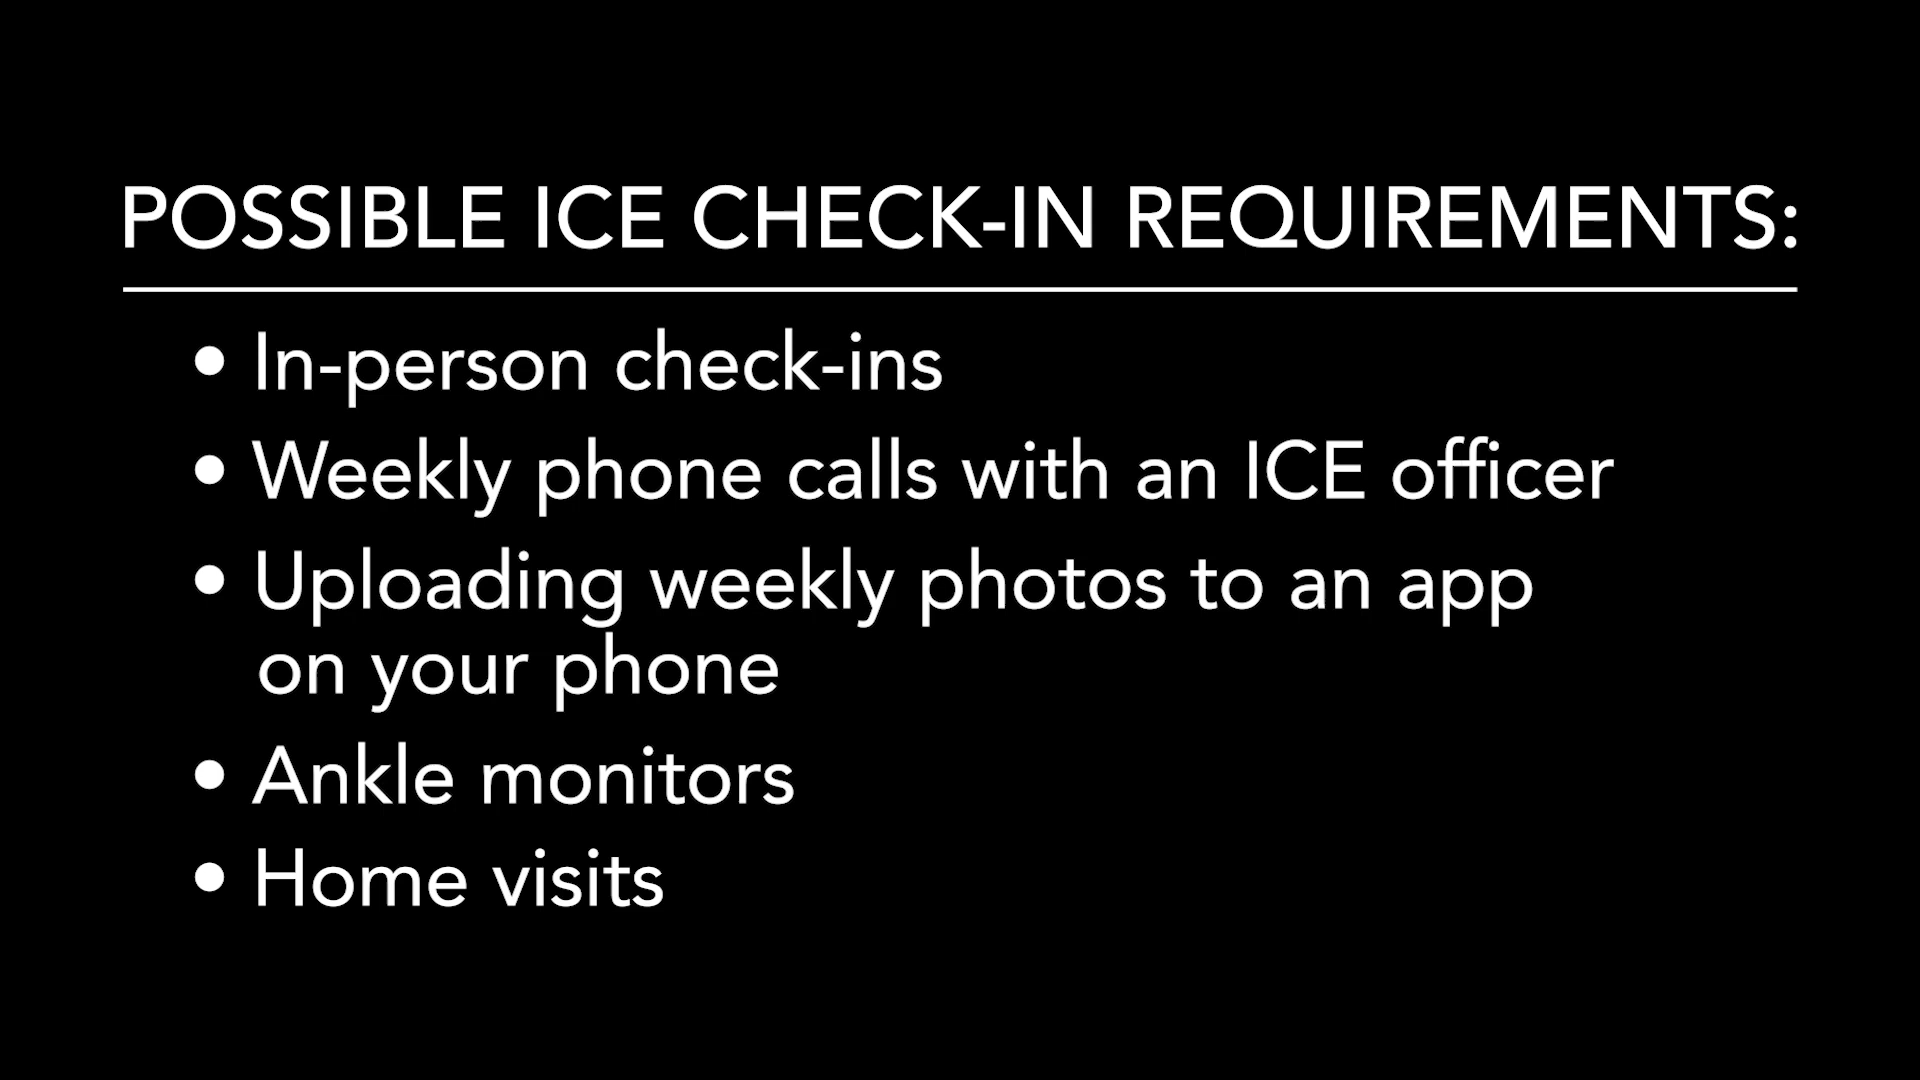 POSSIBLE ICE CHECK-IN REQUIREMENTS:
• In-person check-ins
• Weekly phone calls with an ICE officer
• Uploading weekly photos to an app
on your phone
• Ankle monitors
• Home visits